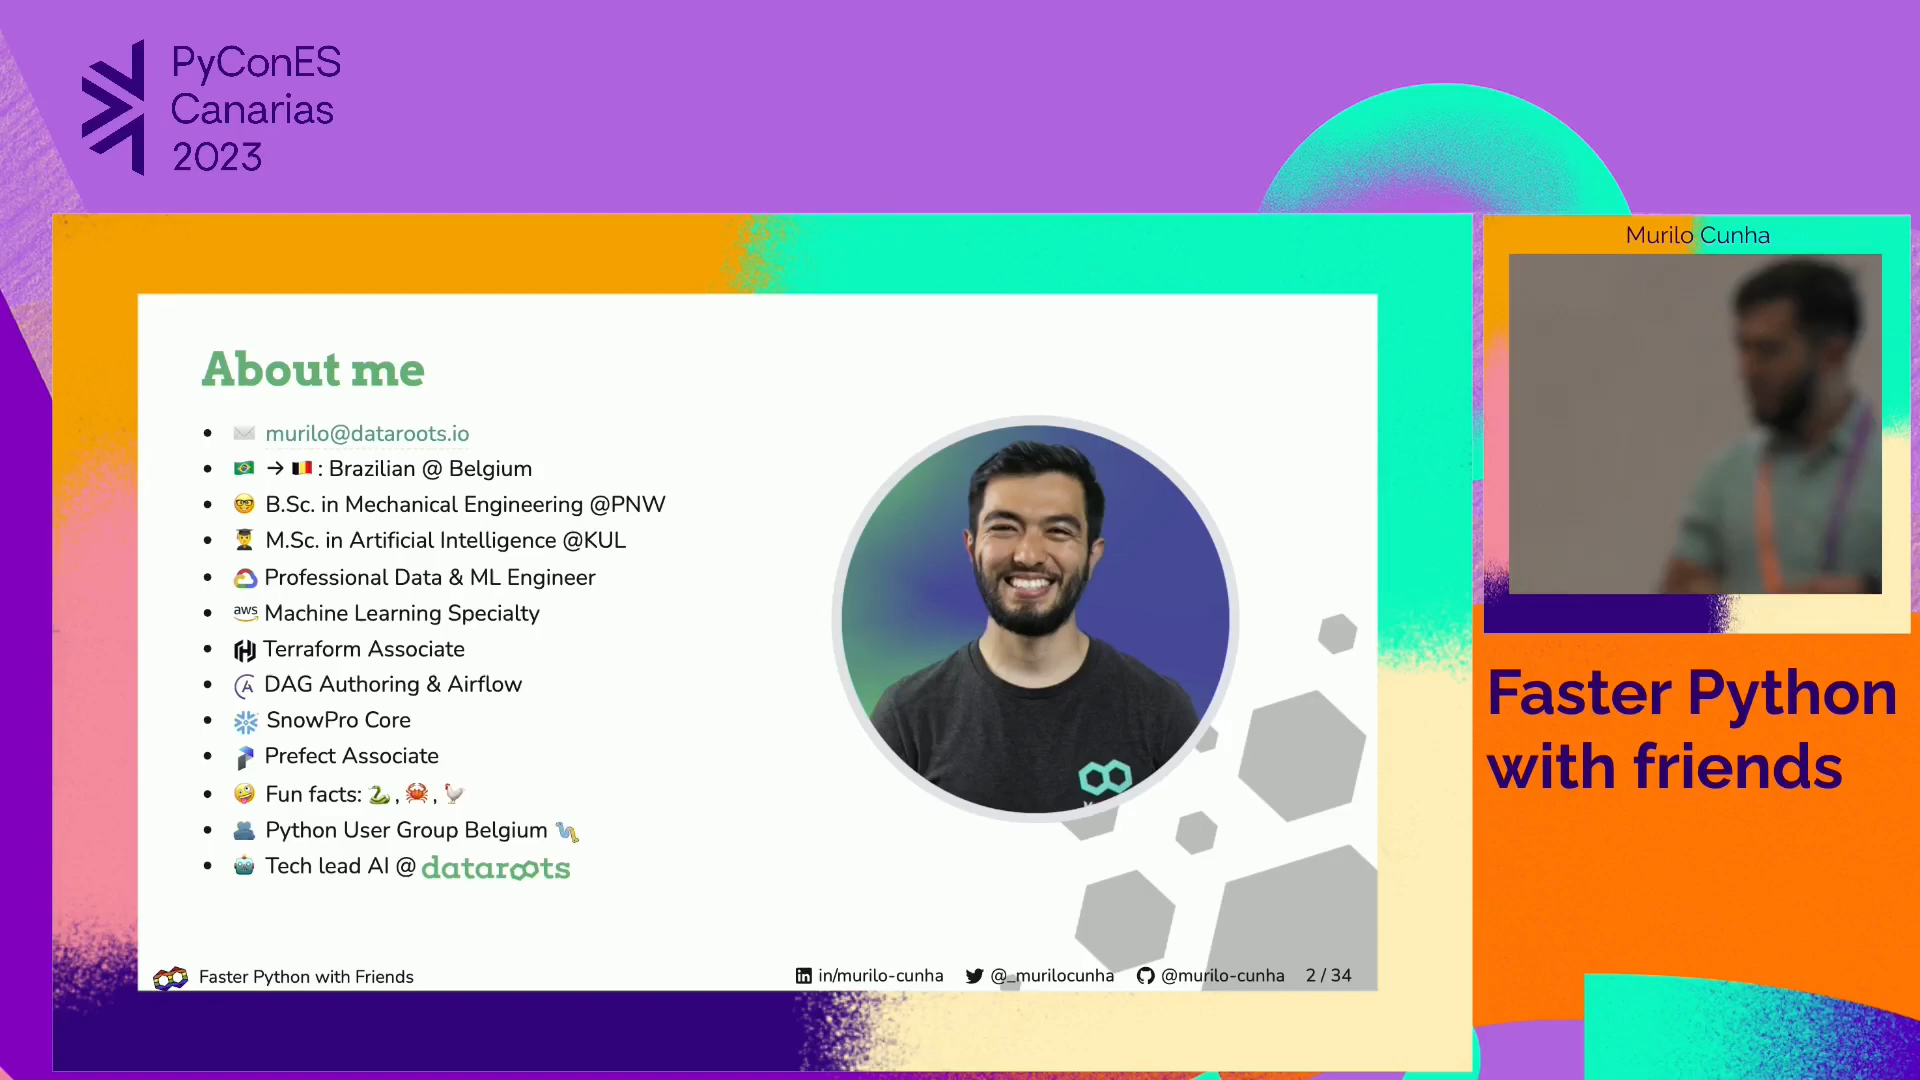 PyConES
Canarias
2023
Murilo Cunha
About me
murilo@dataroots.io
→ : Brazilian @ Belgium
B.Sc. in Mechanical Engineering @PNW
M.Sc. in Artificial Intelligence @KUL
Professional Data & ML Engineer
aws Machine Learning Specialty
Terraform Associate
DAG Authoring & Airflow
SnowPro Core
Prefect Associate
Fun facts: 🐍, 🦀, 🐓
Python User Group Belgium
Tech lead AI @ dataroots
Faster Python with Friends
in/murilo-cunha @_murilocunha @murilo-cunha 2 / 34
Faster Python
with friends